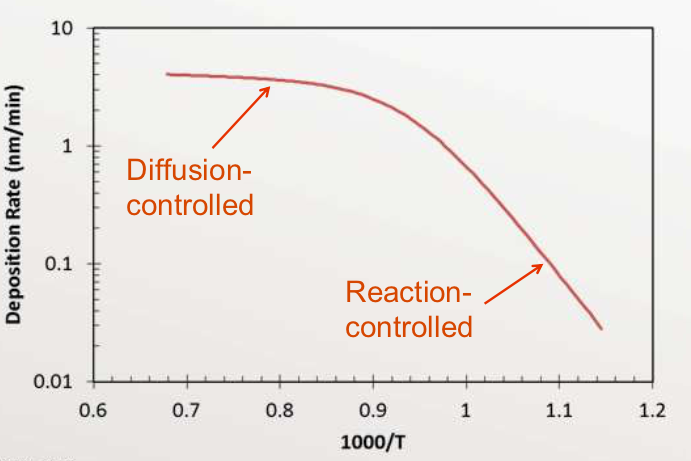 10
1
0.1
0.01
Deposition Rate (nm/min)
Diffusion-
controlled
Reaction-
controlled
0.6 0.7 0.8 0.9 1 1.1 1.2
1000/T